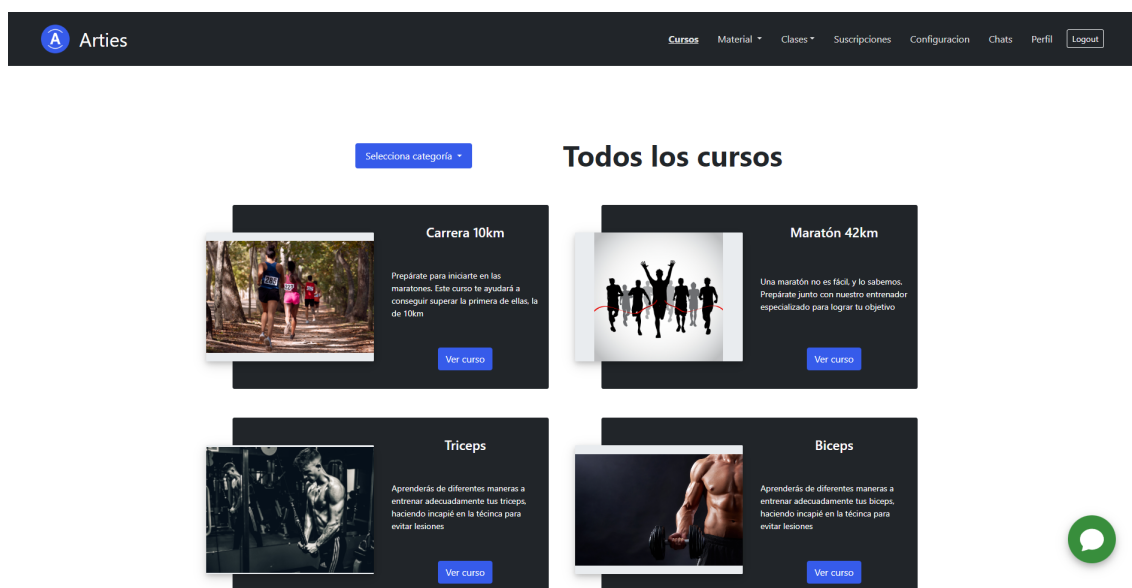 A Arties
Cursos Material Clases Suscripciones Configuracion Chats Perfil Logout
Selecciona categoría
Todos los cursos
Carrera 10km
Prepárate para iniciarte en las
maratones. Este curso te ayudará a
conseguir superar la primera de ellas, la
de 10km
Ver curso
Maratón 42km
Una maratón no es fácil, y lo sabemos.
Prepárate junto con nuestro entrenador
especializado para lograr tu objetivo
Ver curso
Triceps
Aprenderás de diferentes maneras a
entrenar adecuadamente tus triceps,
haciendo incapié en la técinca para
evitar lesiones
Ver curso
Biceps
Aprenderás de diferentes maneras a
entrenar adecuadamente tus biceps,
haciendo incapié en la técinca para
evitar lesiones
Ver curso